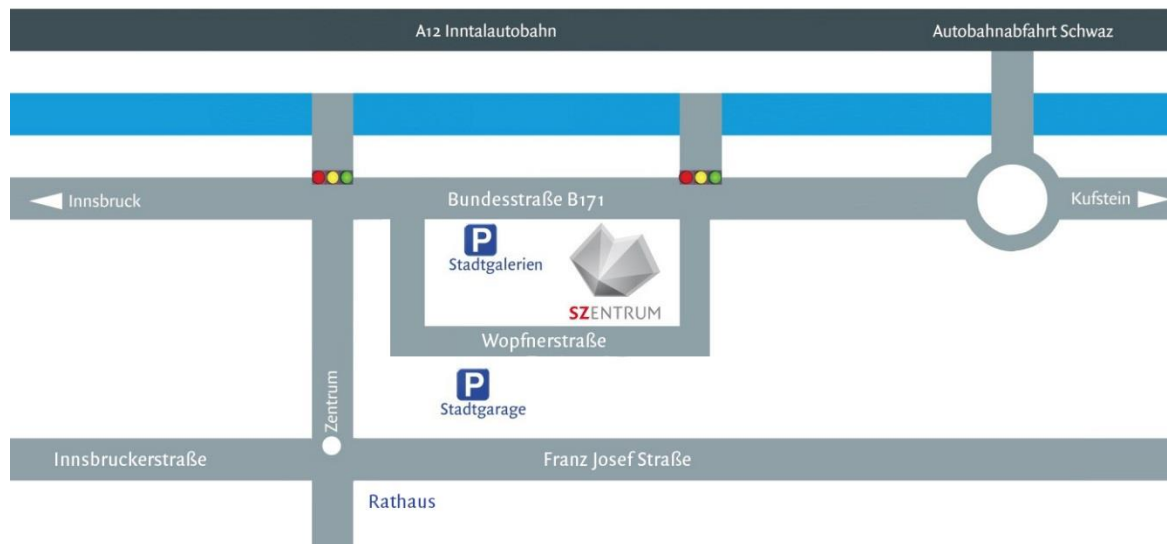 A12 Inntalautobahn
Autobahnabfahrt Schwaz
Innsbruck
Bundesstraße B171
Kufstein
P
Stadtgalerien
SZENTRUM
Wopfnerstraße
P
Stadtgarage
Zentrum
Innsbruckerstraße
Franz Josef Straße
Rathaus